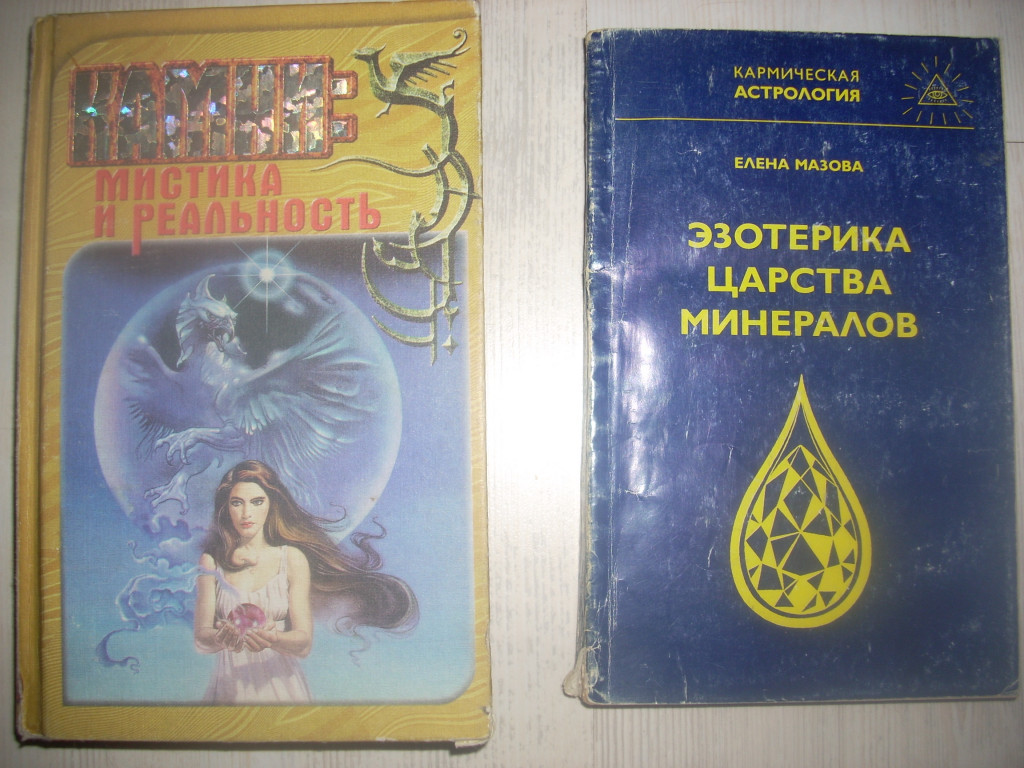 КАМНИ:
МИСТИКА
И РЕАЛЬНОСТЬ
КАРМИЧЕСКАЯ
АСТРОЛОГИЯ
ЕЛЕНА МАЗОВА
ЭЗОТЕРИКА
ЦАРСТВА
МИНЕРАЛОВ